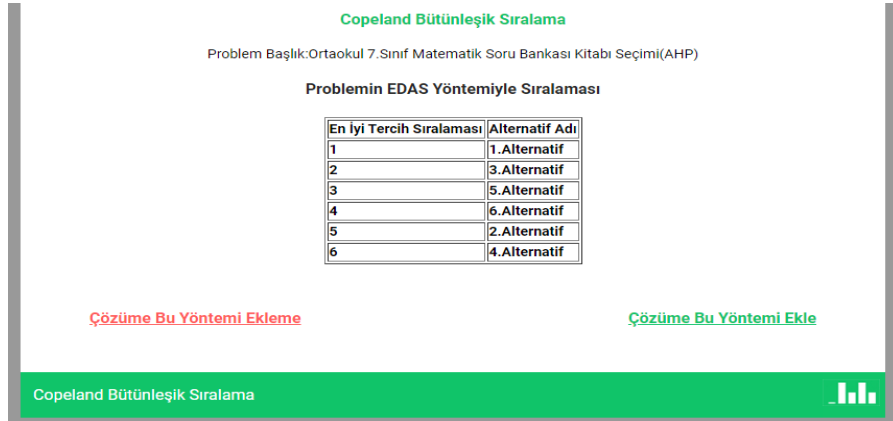 Copeland Bütünleşik Sıralama
Problem Başlık:Ortaokul 7.Sınıf Matematik Soru Bankası Kitabı Seçimi(AHP)
Problemin EDAS Yöntemiyle Sıralaması
En İyi Tercih Sıralaması Alternatif Adı
1 1.Alternatif
2 3.Alternatif
3 5.Alternatif
4 6.Alternatif
5 2.Alternatif
6 4.Alternatif
Çözüme Bu Yöntemi Ekleme Çözüme Bu Yöntemi Ekle
Copeland Bütünleşik Sıralama